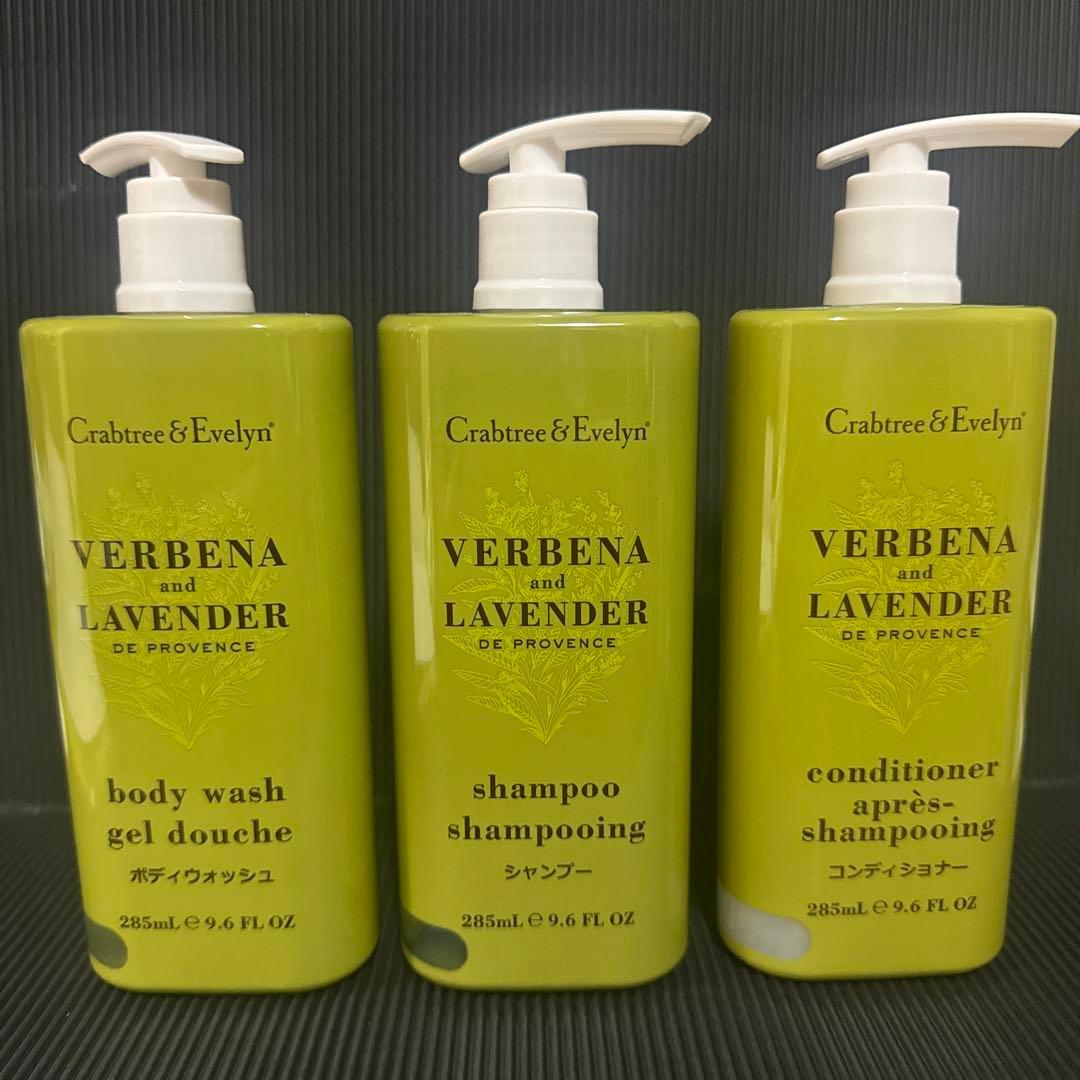 Crabtree & Evelyn®
VERBENA
and
LAVENDER
DE PROVENCE
body wash
gel douche
ボディウォッシュ
285mL ℮ 9.6 FL OZ
Crabtree & Evelyn®
VERBENA
and
LAVENDER
DE PROVENCE
shampoo
shampooing
シャンプー
285mL ℮ 9.6 FL OZ
Crabtree & Evelyn®
VERBENA
and
LAVENDER
DE PROVENCE
conditioner
après-
shampooing
コンディショナー
285mL ℮ 9.6 FL OZ